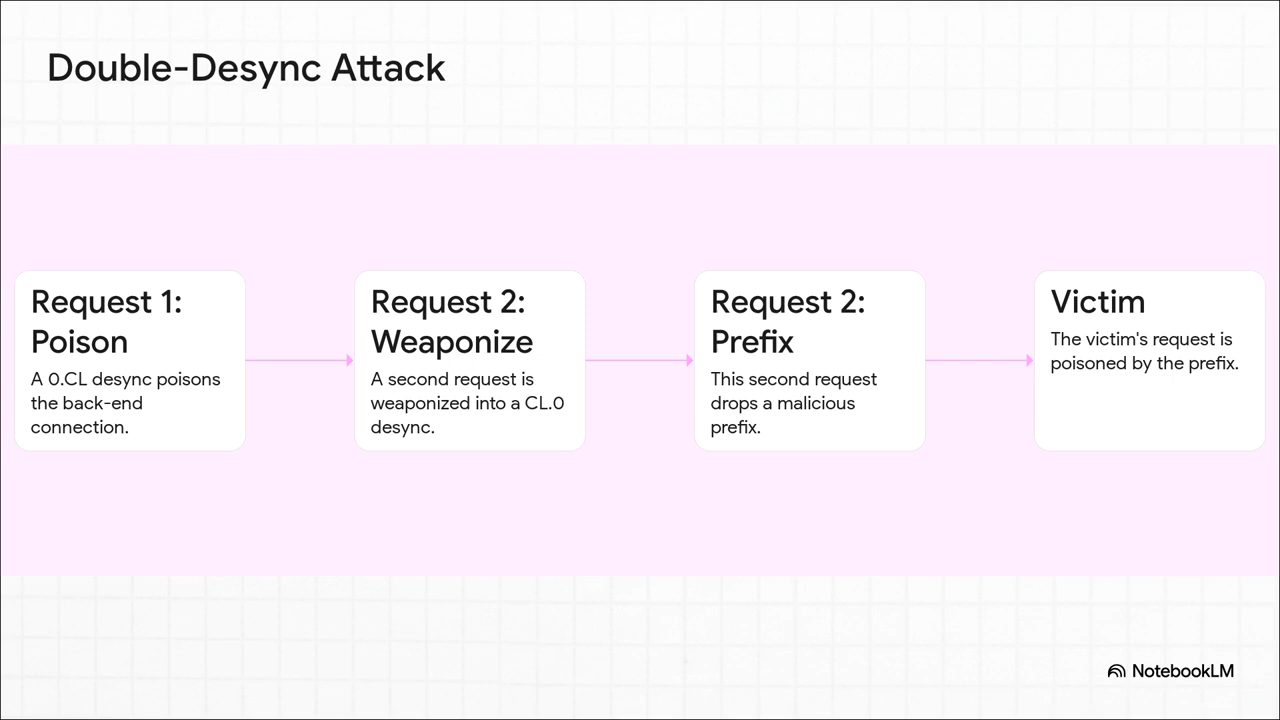 Double-Desync Attack
Request 1:
Poison
A 0.CL desync poisons
the back-end
connection.
Request 2:
Weaponize
A second request is
weaponized into a CL.0
desync.
Request 2:
Prefix
This second request
drops a malicious
prefix.
Victim
The victim's request is
poisoned by the prefix.
NotebookLM